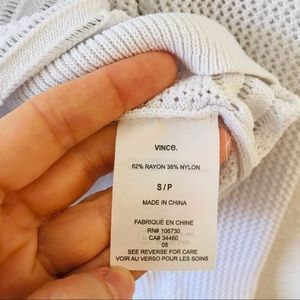 VINCE.
62% RAYON 38% NYLON
S / P
MADE IN CHINA
FABRIQUÉ EN CHINE
RN# 106730
CA# 34460
05
SEE REVERSE FOR CARE
VOIR AU VERSO POUR LES SOINS